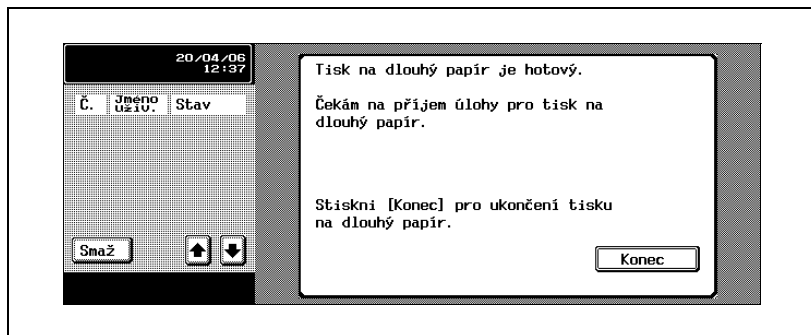 20/04/06
12:37
Č. Jméno uživ. Stav
Smaž
Tisk na dlouhý papír je hotový.
Čekám na příjem úlohy pro tisk na
dlouhý papír.
Stiskni [Konec] pro ukončení tisku
na dlouhý papír.
Konec